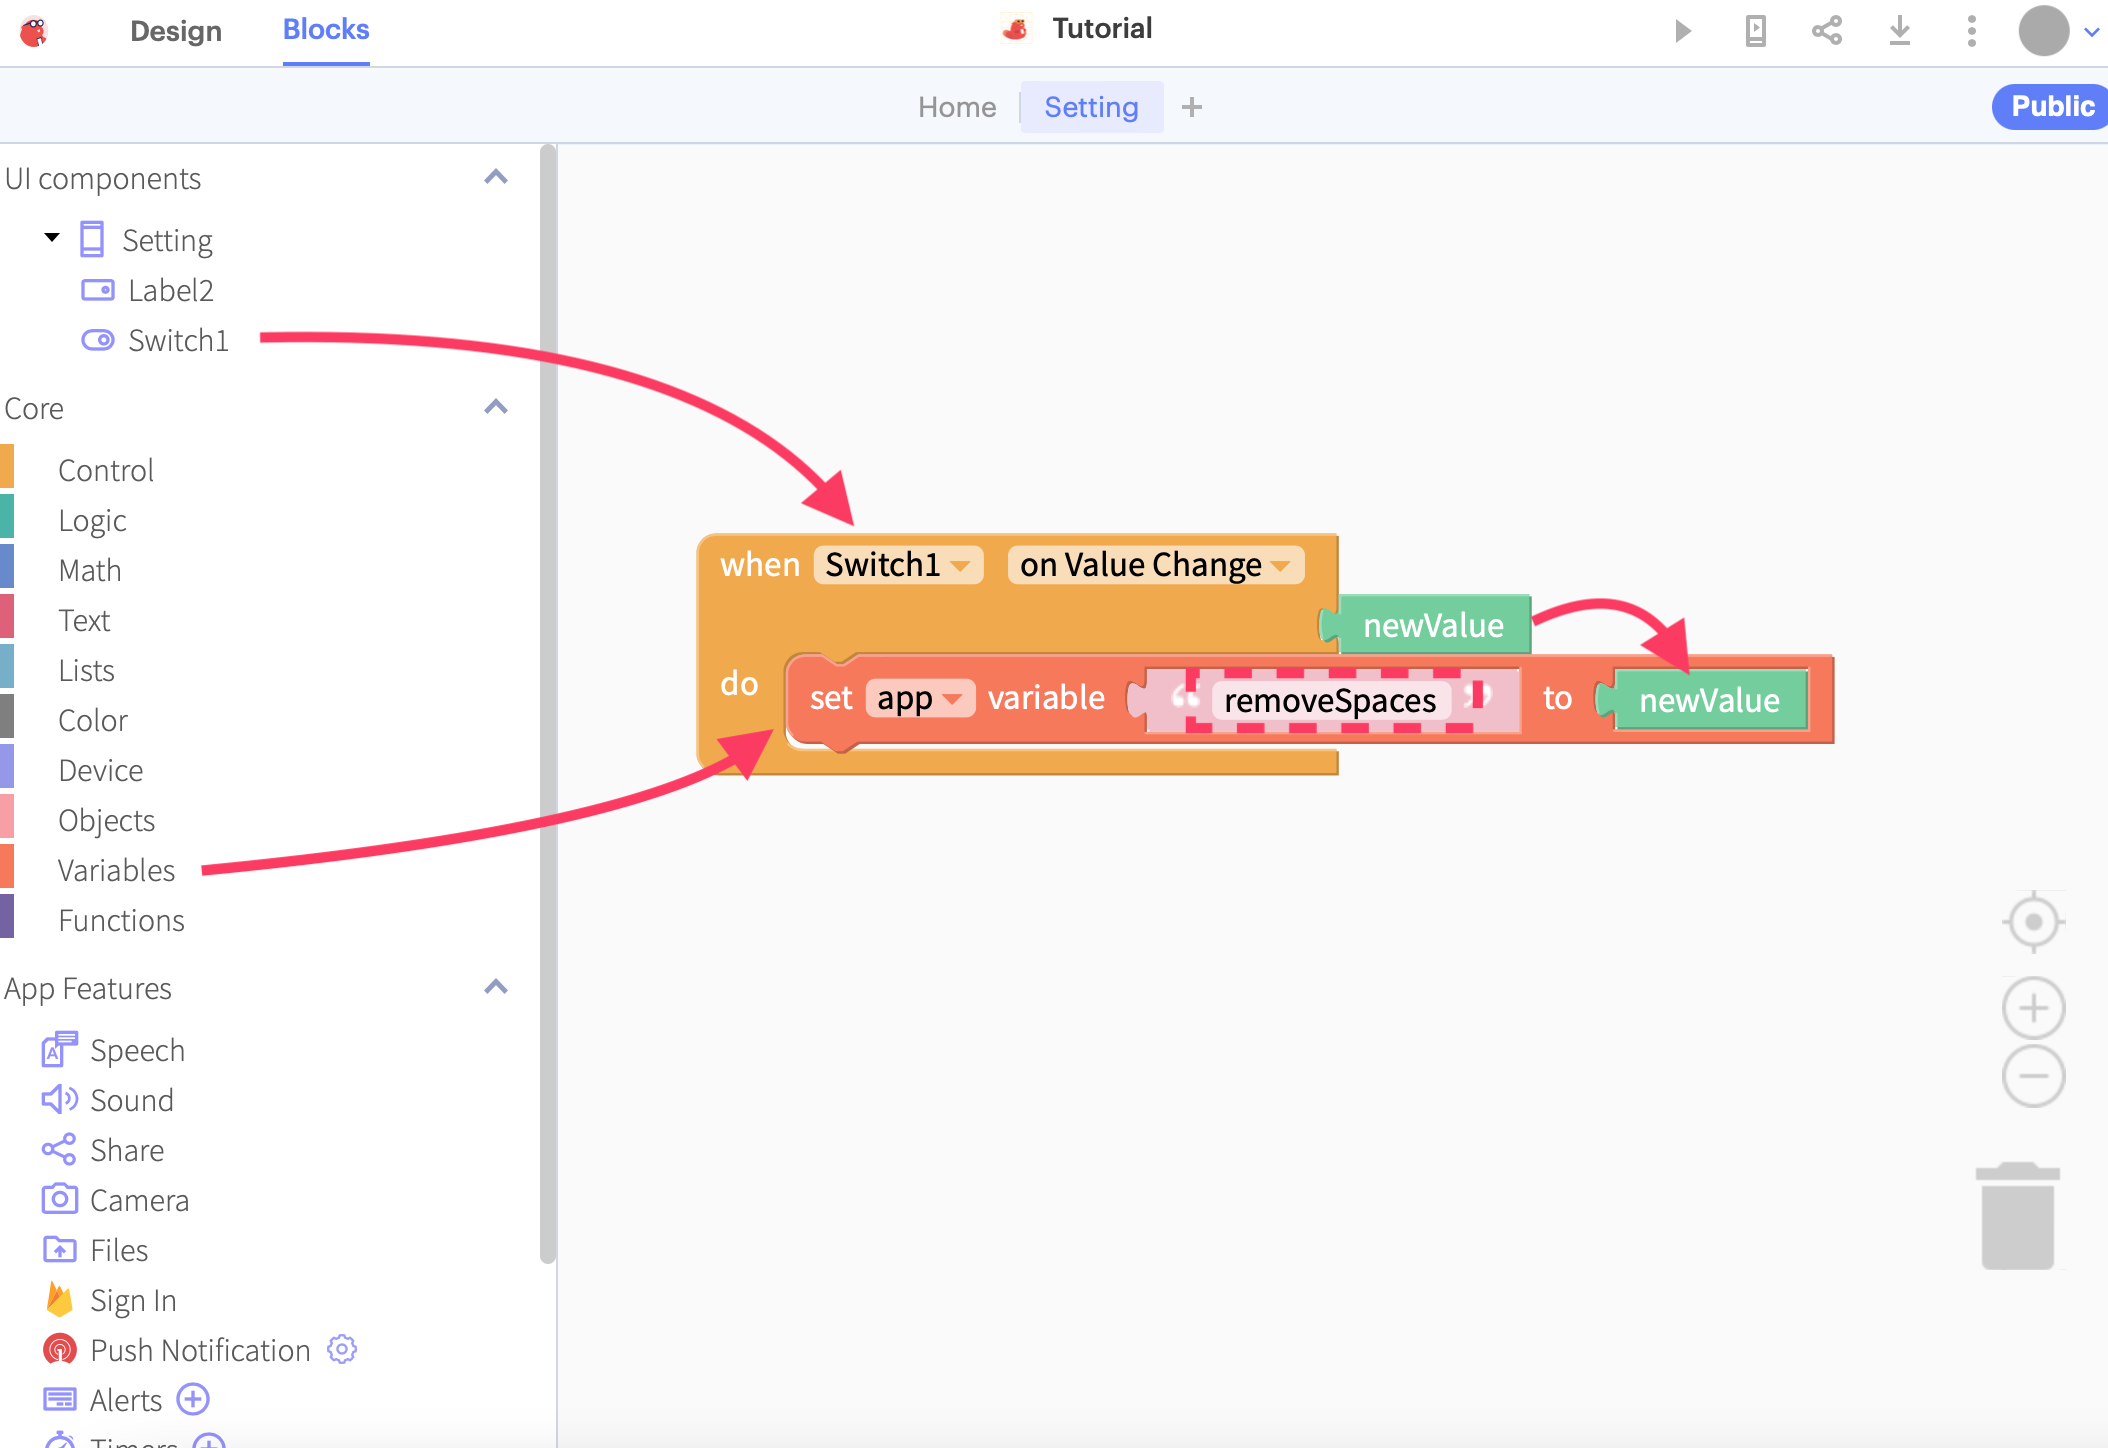 Design
Blocks
Tutorial
Home
Setting
+
Public
UI components
Setting
Label2
Switch1
Core
Control
Logic
Math
Text
Lists
Color
Device
Objects
Variables
Functions
App Features
Speech
Sound
Share
Camera
Files
Sign In
Push Notification
Alerts
Timers
when Switch1 on Value Change
newValue
do set app variable “ removeSpaces ” to newValue